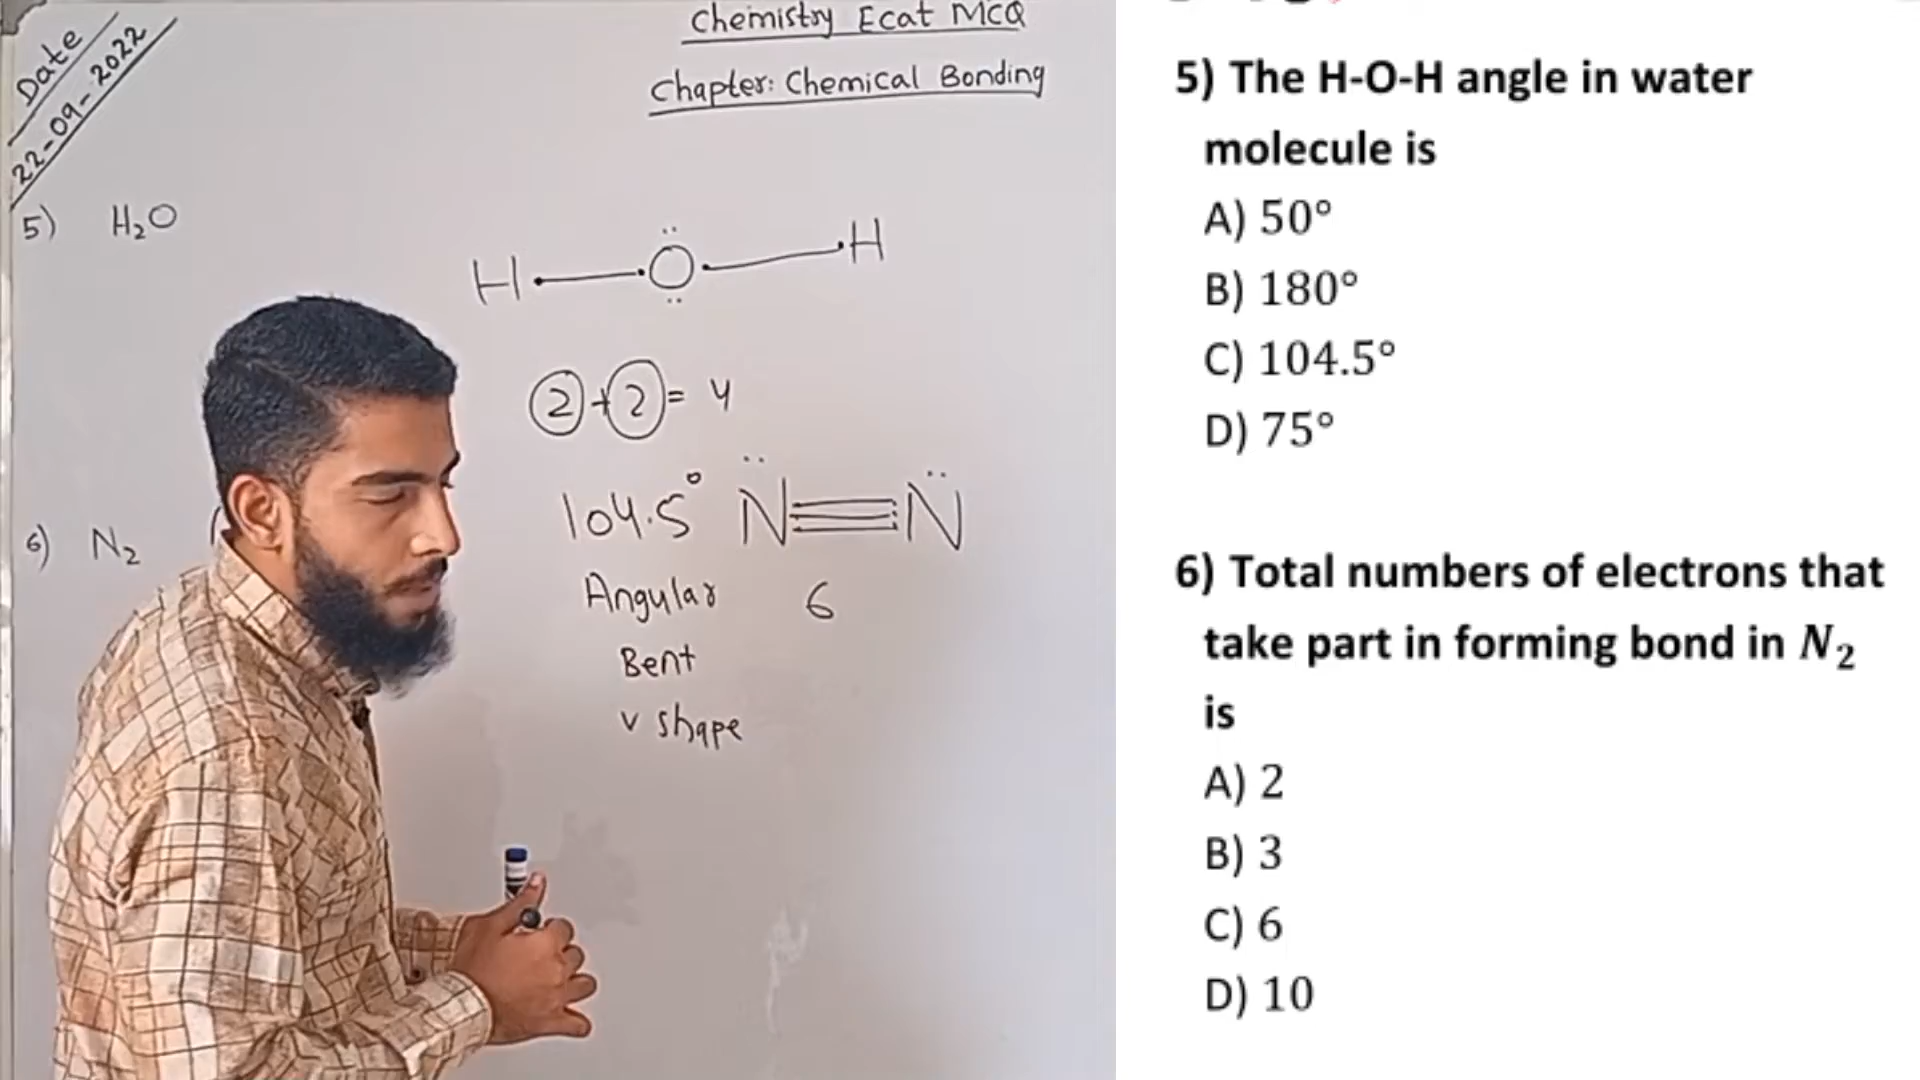 Date
22-09-2022
Chemistry Ecat MCQ
Chapter: Chemical Bonding
5) H₂O
H—O—H
2+2= 4
104.5°
Angular
Bent
v shape
6) N₂
N≡N
6
5) The H-O-H angle in water
molecule is
A) 50°
B) 180°
C) 104.5°
D) 75°
6) Total numbers of electrons that
take part in forming bond in N₂
is
A) 2
B) 3
C) 6
D) 10